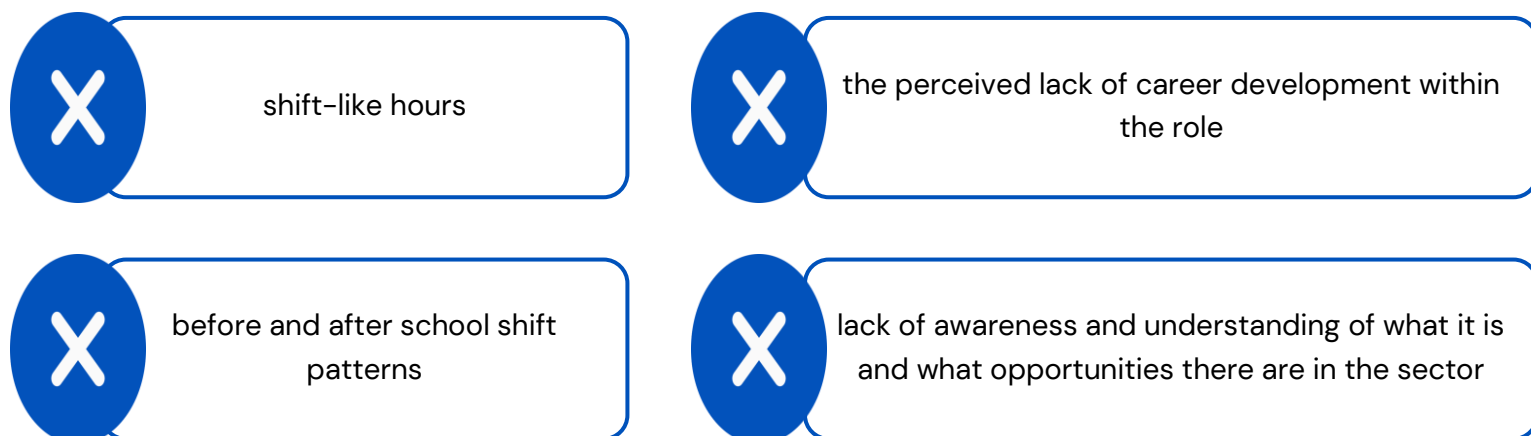 shift-like hours
the perceived lack of career development within
the role
before and after school shift
patterns
lack of awareness and understanding of what it is
and what opportunities there are in the sector